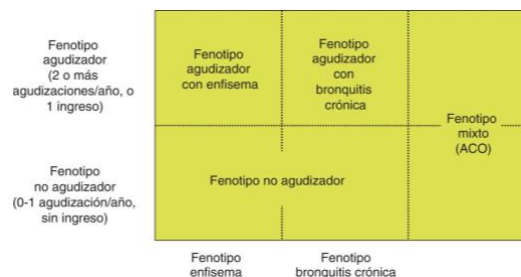 Fenotipo
agudizador
(2 o más
agudizaciones/año, o
1 ingreso)
Fenotipo
agudizador
con enfisema
Fenotipo
agudizador
con
bronquitis
crónica
Fenotipo
mixto
(ACO)
Fenotipo
no agudizador
(0-1 agudización/año,
sin ingreso)
Fenotipo no agudizador
Fenotipo
enfisema
Fenotipo
bronquitis crónica